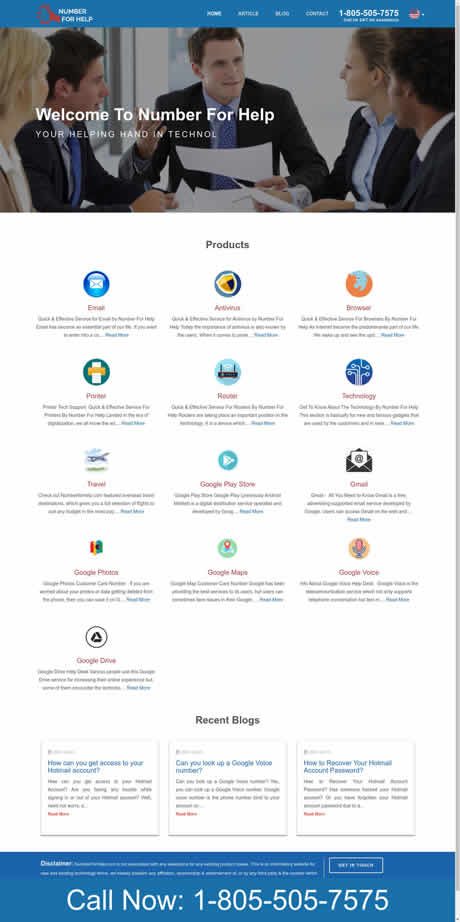 NUMBER
FOR HELP
HOME ARTICLE BLOG CONTACT
1-805-505-7575
Welcome To Number For Help
YOUR HELPING HAND IN TECHNOL
Products
Email
Antivirus
Browser
Quick & Effective Service for Email by Number For Help
Email has become an essential part of our life. If you want
Read More
Quick & Effective Service for Antivirus by Number For
Help Today the importance of antivirus is also known by
the users. When it comes to
Read More
Quick & Effective Service For Browsers By Number For
Help As Internet become the predominante part of our life.
We wake up and see the
Read More
Printer
Router
Technology
Printer Tech Support: Quick & Effective Service For
Printers By Number For Help Landed in the era of
digitalization, we all move the
Read More
Quick & Effective Service For Routers By Number For
Help Routers are taking place an important position in the
technology. It is a device which
Read More
Get To Know About The Technology By Number For Help
This section is basically for new and famous gadgets that
are used by the customers and in
Read More
Travel
Google Play Store
Gmail
Check out Numberforhelp.com featured overseas travel
destinations, which gives you a full selection of flights to
suit any budget in the
Read More
Google Play Store Google Play (previously Android
Market) is a digital distribution service operated and
developed by Goog
Read More
Gmail - All You Need to Know Gmail is a free,
advertising-supported email service developed by
Google. Users can access Gmail on the web and
Read More
Google Photos
Google Maps
Google Voice
Google Photos Customer Care Number - If you are
worried about your photos or data getting deleted from
the phone, then you can save it on
Read More
Google Map Customer Care Number Google has been
providing the best services to its users, but users can
sometimes face issues in their Google
Read More
Info About Google Voice Help Desk - Google Voice is the
telecommunication service which not only supports
telephone conversation but
Read More
Google Drive
Google Drive Help Desk Various people use this Google
Drive service for increasing their online experience but
some of them encounter the
Read More
Recent Blogs
How can you get access to your
Hotmail account?
How can you get access to your Hotmail
Account? Are you facing any hassle while
signing in or out of your Hotmail account? Well,
need not worry,
Read More
Can you look up a Google Voice
number?
Can you look up a Google Voice number? Yes,
you can look up a Google Voice number. Google
voice number is the phone number bind to your
account
Read More
How to Recover Your Hotmail
Account Password?
How to Recover Your Hotmail Account
Password? Has someone hacked your Hotmail
account? Or do you have forgotten your Hotmail
account password due to
Read More
Disclaimer:
GET IN TOUCH
Call Now: 1-805-505-7575